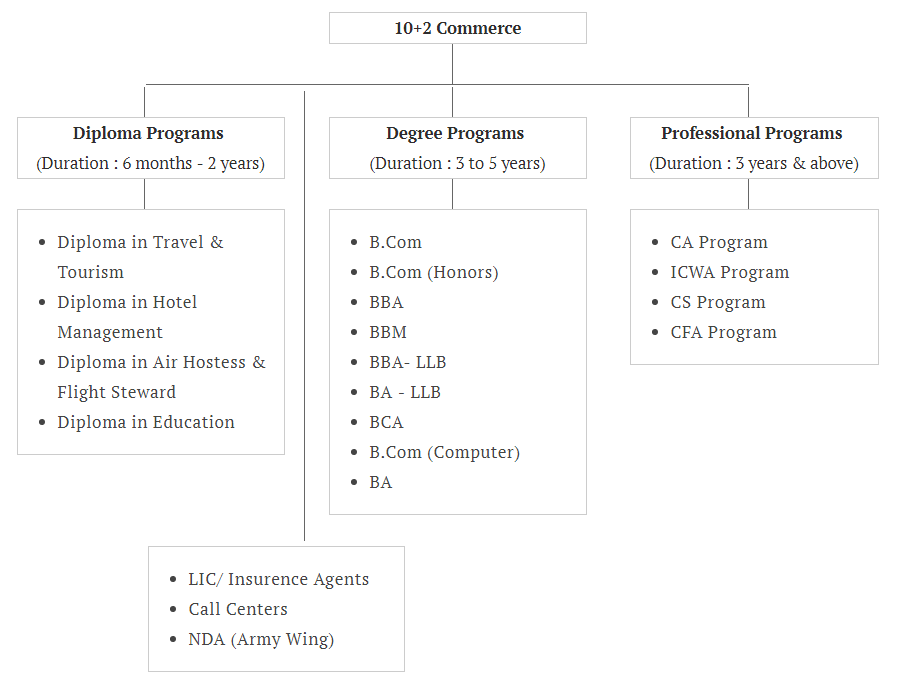 10+2 Commerce
Diploma Programs
(Duration : 6 months - 2 years)
Diploma in Travel &
Tourism
Diploma in Hotel
Management
Diploma in Air Hostess &
Flight Steward
Diploma in Education
Degree Programs
(Duration : 3 to 5 years)
B.Com
B.Com (Honors)
BBA
BBM
BBA- LLB
BA - LLB
BCA
B.Com (Computer)
BA
Professional Programs
(Duration : 3 years & above)
CA Program
ICWA Program
CS Program
CFA Program
LIC/ Insurence Agents
Call Centers
NDA (Army Wing)